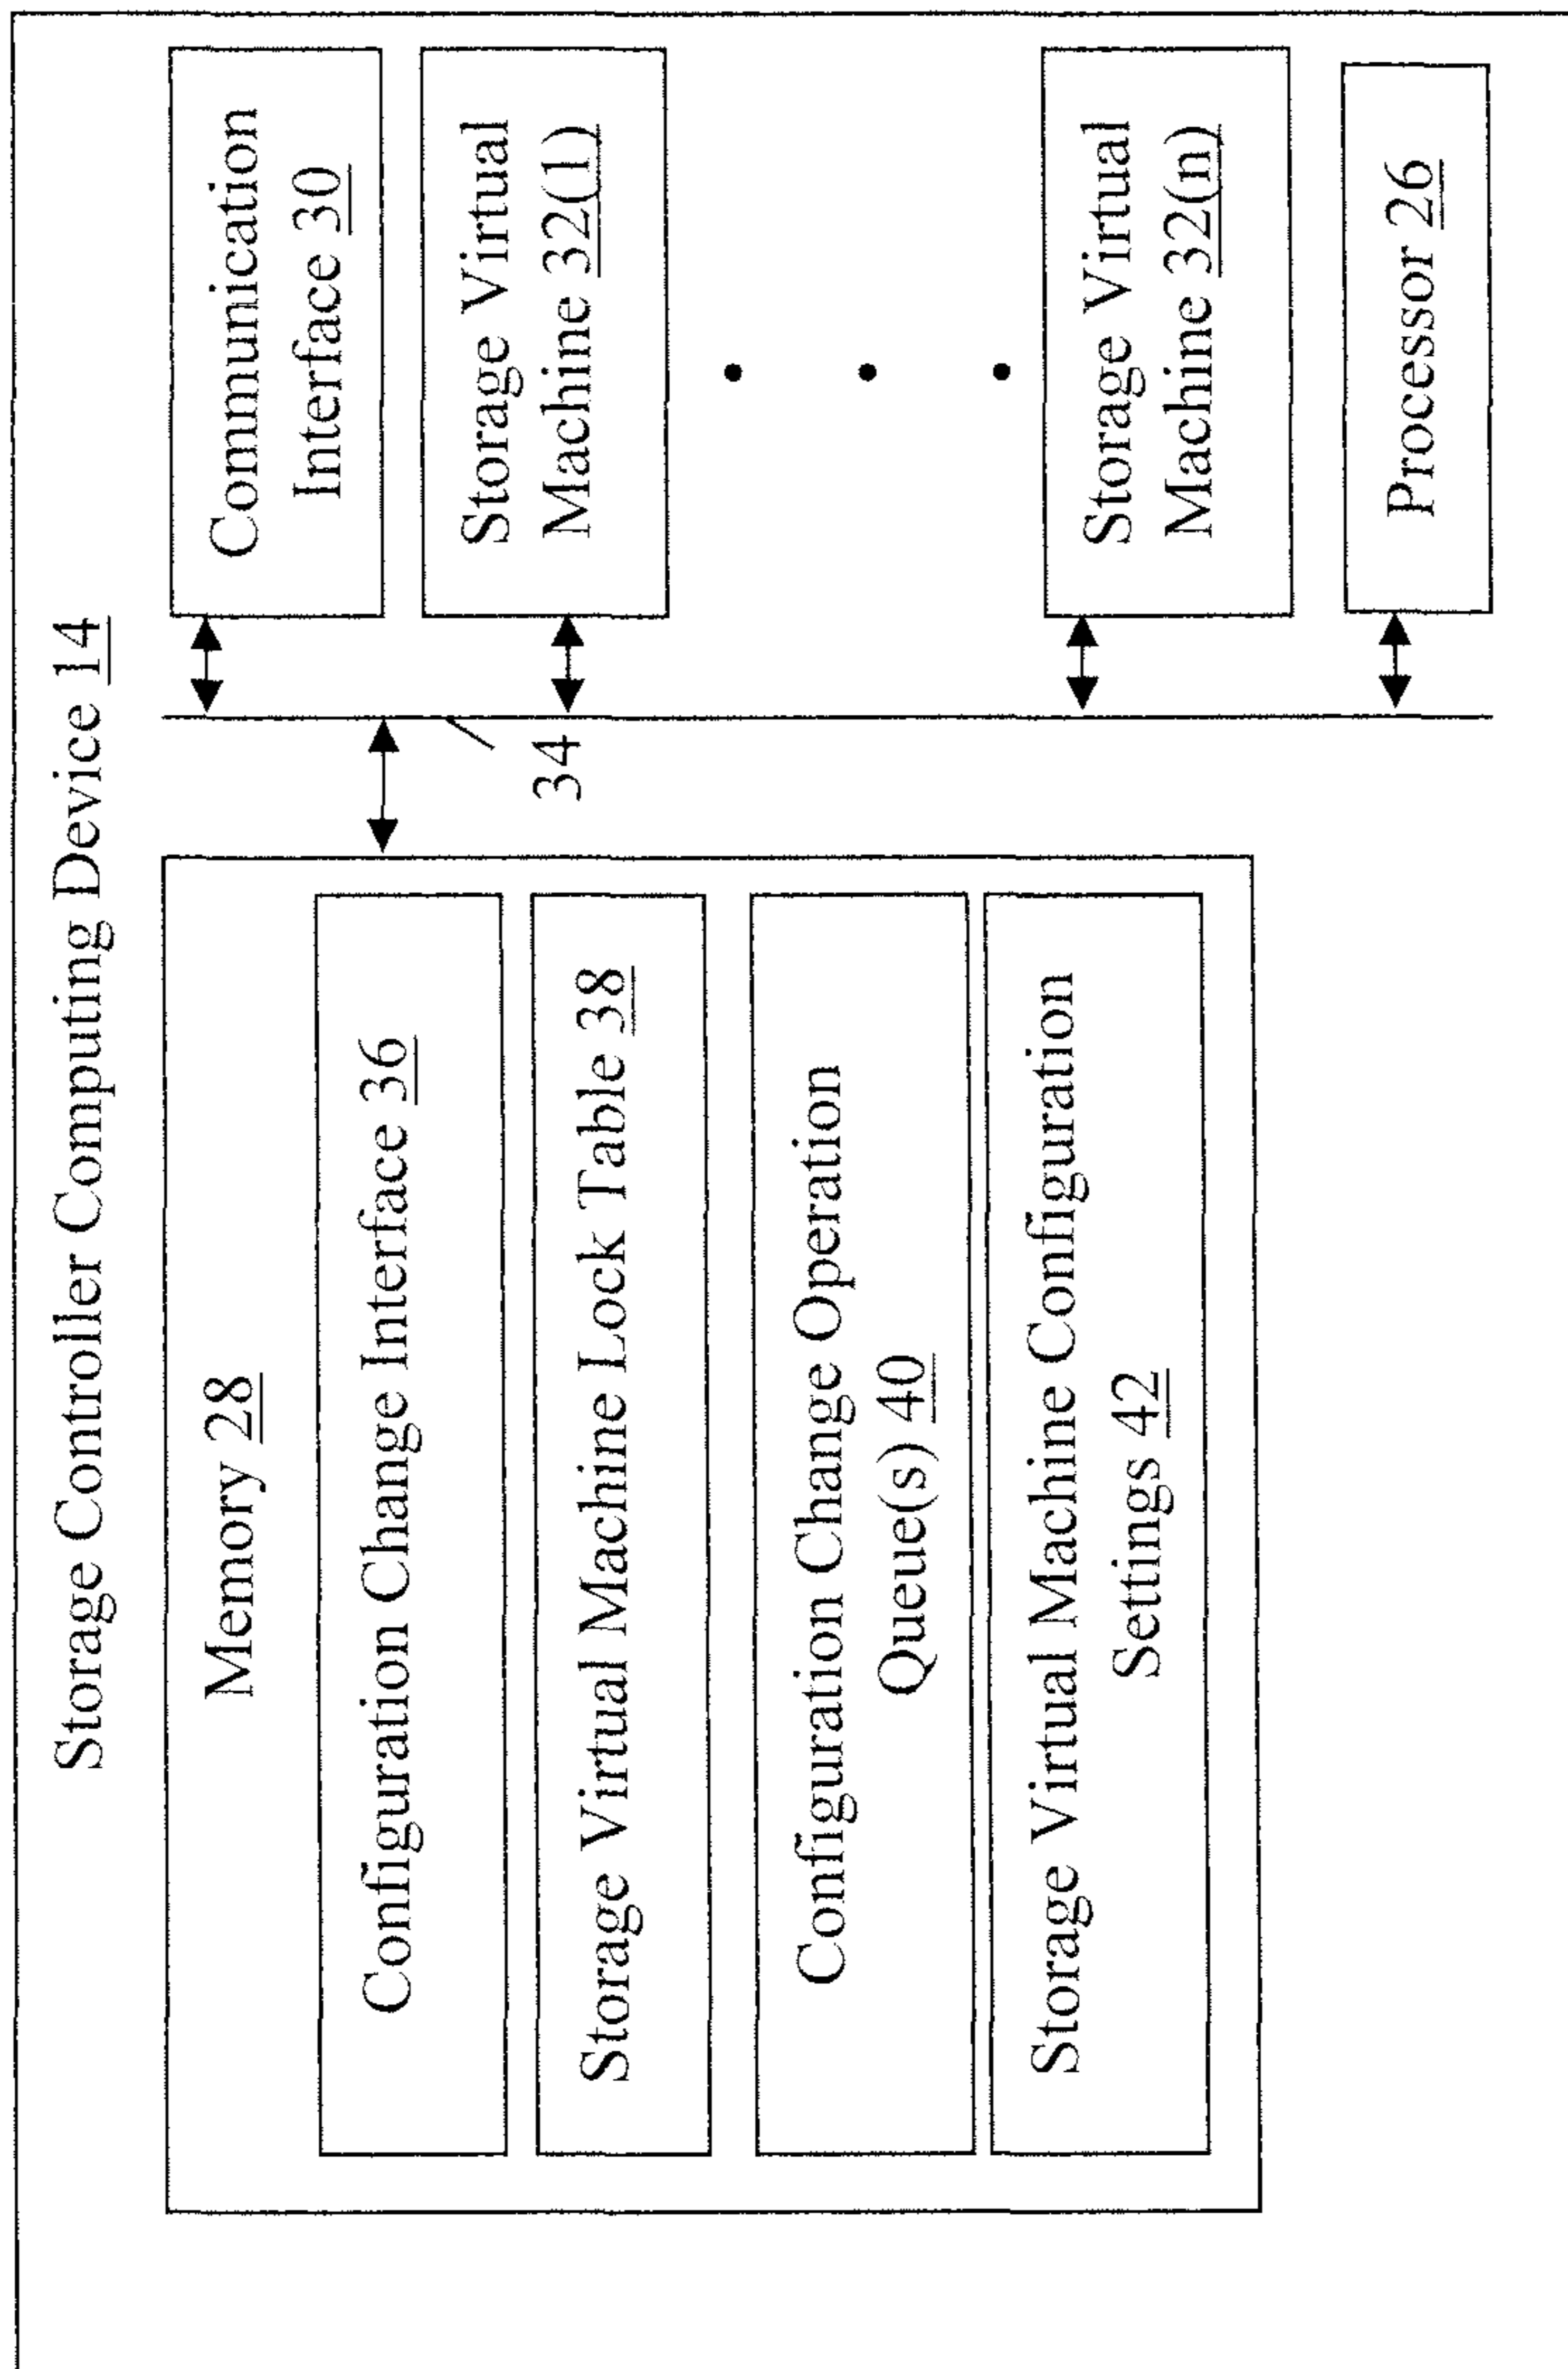 Storage Controller Computing Device 14
Memory 28
Configuration Change Interface 36
Storage Virtual Machine Lock Table 38
Configuration Change Operation
Queue(s) 40
Storage Virtual Machine Configuration
Settings 42
34
Communication
Interface 30
Storage Virtual
Machine 32(1)
Storage Virtual
Machine 32(n)
Processor 26